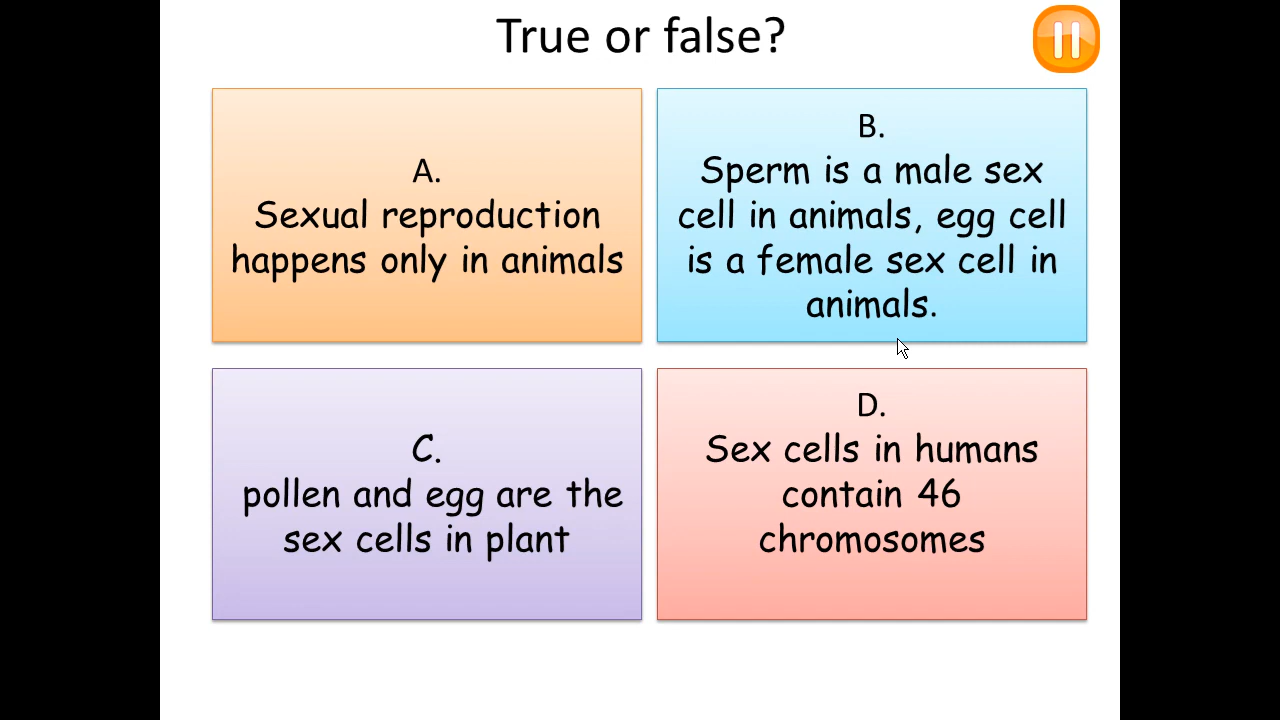 True or false?
A.
Sexual reproduction
happens only in animals
B.
Sperm is a male sex
cell in animals, egg cell
is a female sex cell in
animals.
C.
pollen and egg are the
sex cells in plant
D.
Sex cells in humans
contain 46
chromosomes